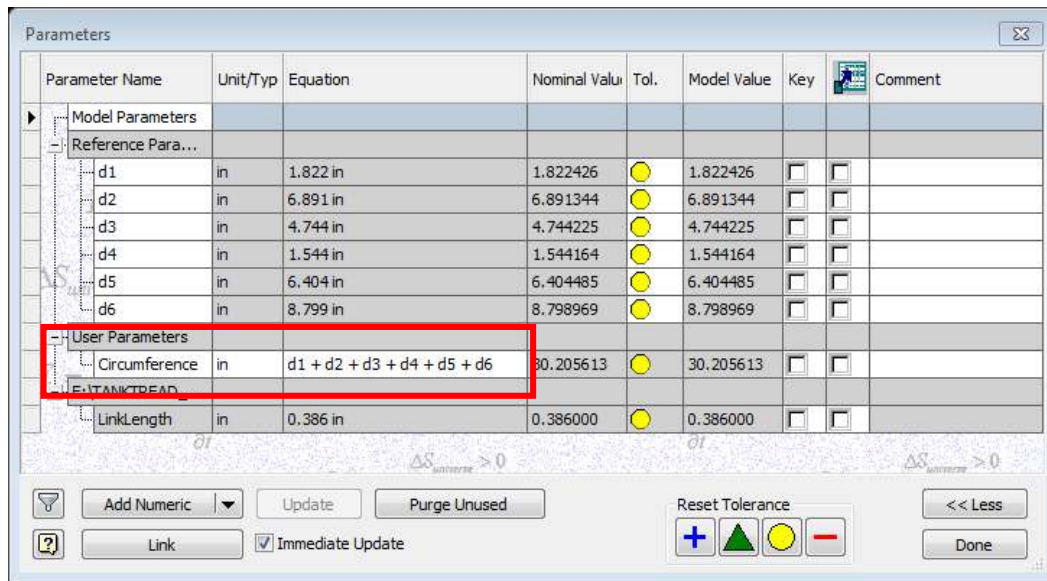 Parameters
Parameter Name Unit/Typ Equation Nominal Valu Tol. Model Value Key Comment
Model Parameters
Reference Para...
d1 in 1.822 in 1.822426 1.822426
d2 in 6.891 in 6.891344 6.891344
d3 in 4.744 in 4.744225 4.744225
d4 in 1.544 in 1.544164 1.544164
d5 in 6.404 in 6.404485 6.404485
d6 in 8.799 in 8.798969 8.798969
User Parameters
Circumference in d1 + d2 + d3 + d4 + d5 + d6 30.205613 30.205613
E:\TANKTREAD_
LinkLength in 0.386 in 0.386000 0.386000
∂t ∂t
ΔSuniverse > 0 ΔSuniverse > 0
Add Numeric Update Purge Unused Reset Tolerance << Less
Link Immediate Update Done